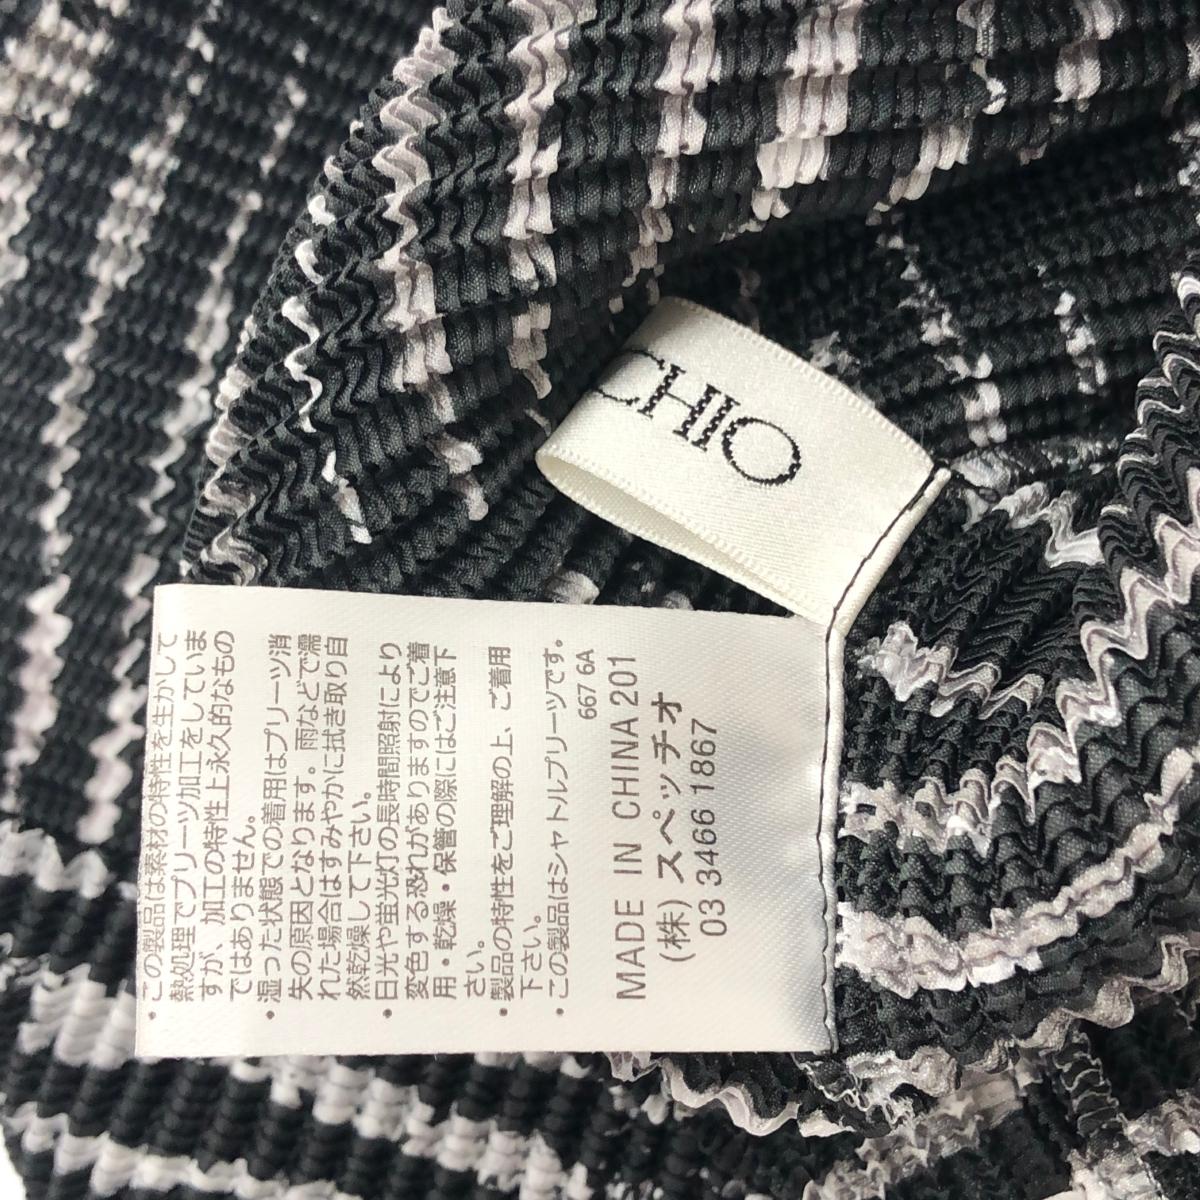 CHIO
・この製品は素材の特性を生かして
熱処理でプリーツ加工をしていま
すが、加工の特性上永久的なもの
ではありません。
・湿った状態での着用はプリーツ消
失の原因となります。雨などで濡
れた場合はすみやかに拭き取り自
然乾燥して下さい。
・日光や蛍光灯の長時間照射により
変色する恐れがありますのでご着
用・乾燥・保管の際にはご注意下
さい。
・製品の特性をご理解の上、ご着用
下さい。
・この製品はシャトルプリーツです。
667 6A
MADE IN CHINA 201
(株) スペッチオ
03 3466 1867